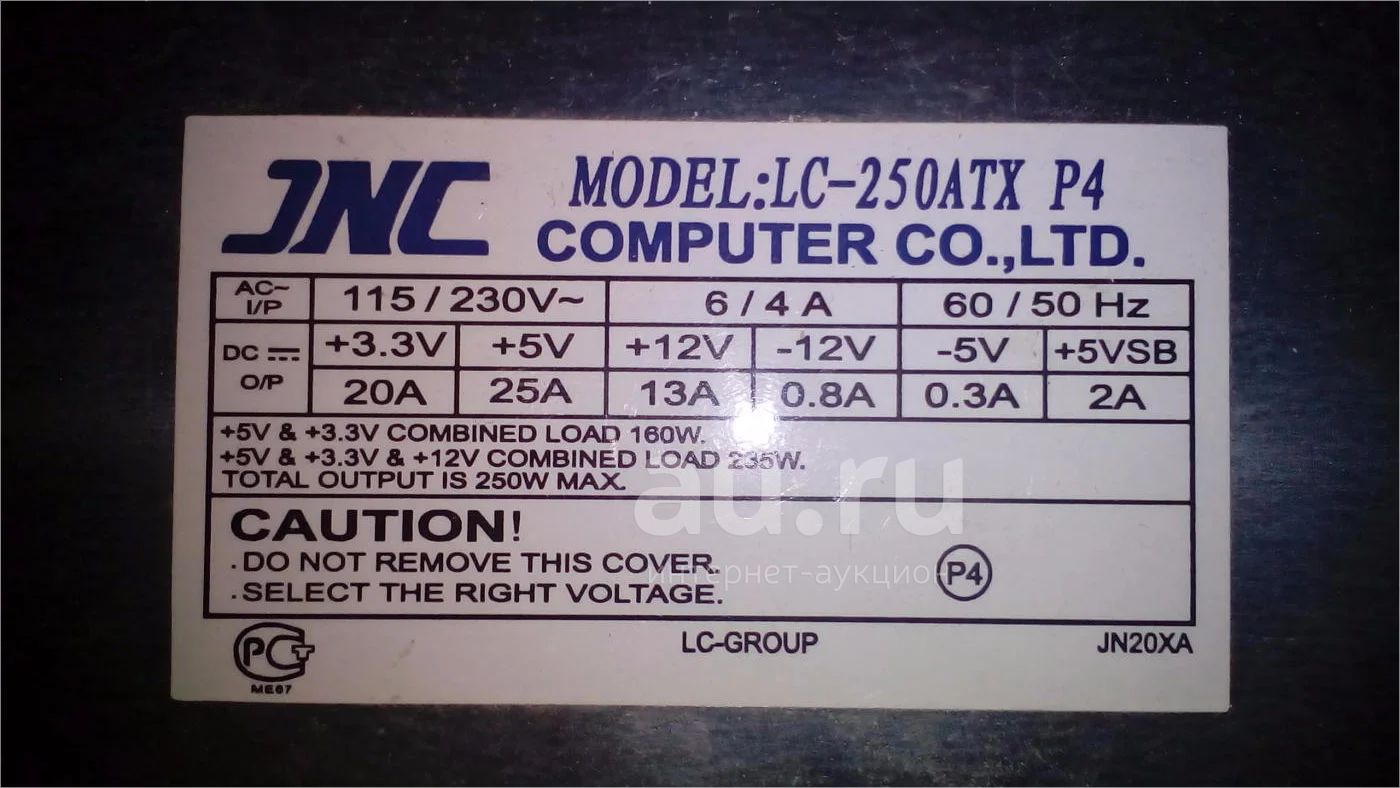 JNC MODEL:LC-250ATX P4
COMPUTER CO.,LTD.
AC~ I/P 115 / 230V~ 6 / 4 A 60 / 50 Hz
DC O/P +3.3V +5V +12V -12V -5V +5VSB
20A 25A 13A 0.8A 0.3A 2A
+5V & +3.3V COMBINED LOAD 160W.
+5V & +3.3V & +12V COMBINED LOAD 235W.
TOTAL OUTPUT IS 250W MAX.
au.ru
CAUTION!
.DO NOT REMOVE THIS COVER.
интернет-аукцион
P4
.SELECT THE RIGHT VOLTAGE.
РСТ
ME67
LC-GROUP
JN20XA